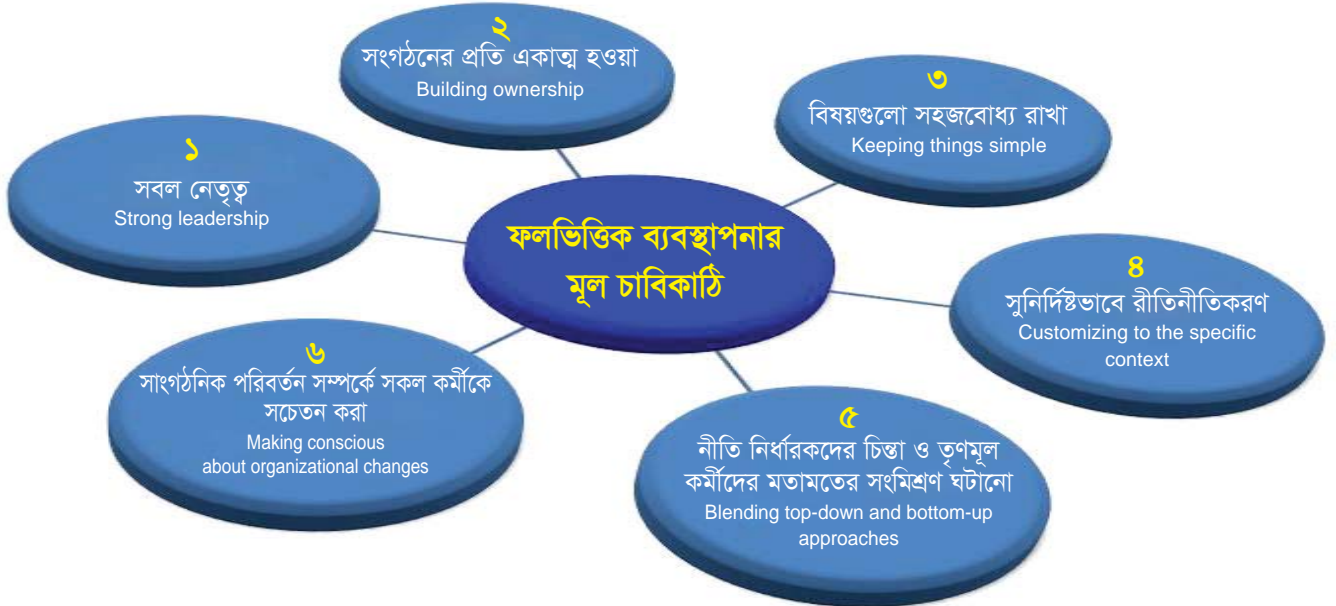 ফলভিত্তিক ব্যবস্থাপনার
মূল চাবিকাঠি
১
সবল নেতৃত্ব
Strong leadership
২
সংগঠনের প্রতি একাত্ম হওয়া
Building ownership
৩
বিষয়গুলো সহজবোধ্য রাখা
Keeping things simple
৪
সুনির্দিষ্টভাবে রীতিনীতিকরণ
Customizing to the specific
context
৫
নীতি নির্ধারকদের চিন্তা ও তৃণমূল
কর্মীদের মতামতের সংমিশ্রণ ঘটানো
Blending top-down and bottom-up
approaches
৬
সাংগঠনিক পরিবর্তন সম্পর্কে সকল কর্মীকে
সচেতন করা
Making conscious
about organizational changes